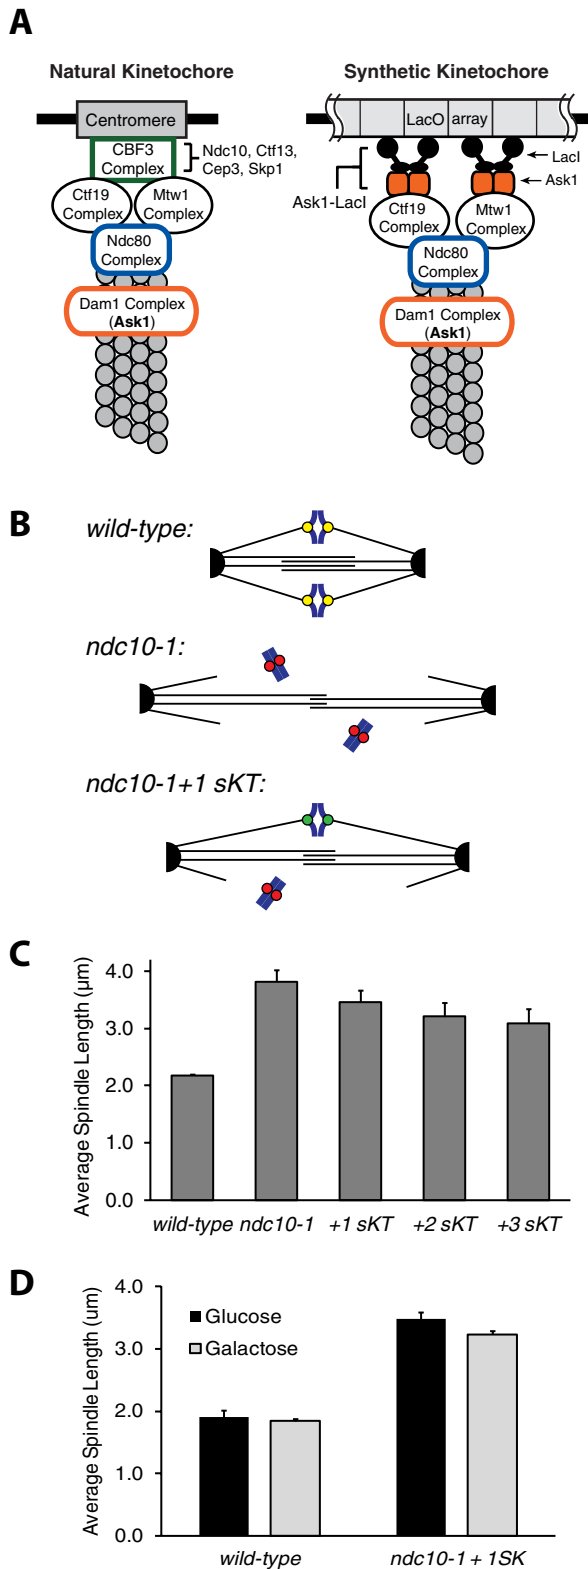 A
Natural Kinetochore
Centromere
CBF3
Complex
Ndc10, Ctf13,
Cep3, Skp1
Ctf19
Complex
Mtw1
Complex
Ndc80
Complex
Dam1 Complex
(Ask1)
Synthetic Kinetochore
LacO array
LacI
Ask1
Ask1-LacI
Ctf19
Complex
Mtw1
Complex
Ndc80
Complex
Dam1 Complex
(Ask1)
B
wild-type:
ndc10-1:
ndc10-1+1 sKT:
C
Average Spindle Length (µm)
4.0
3.0
2.0
1.0
0.0
wild-type ndc10-1 +1 sKT +2 sKT +3 sKT
D
Average Spindle Length (um)
4.0
3.0
2.0
1.0
0.0
Glucose
Galactose
wild-type ndc10-1 + 1SK